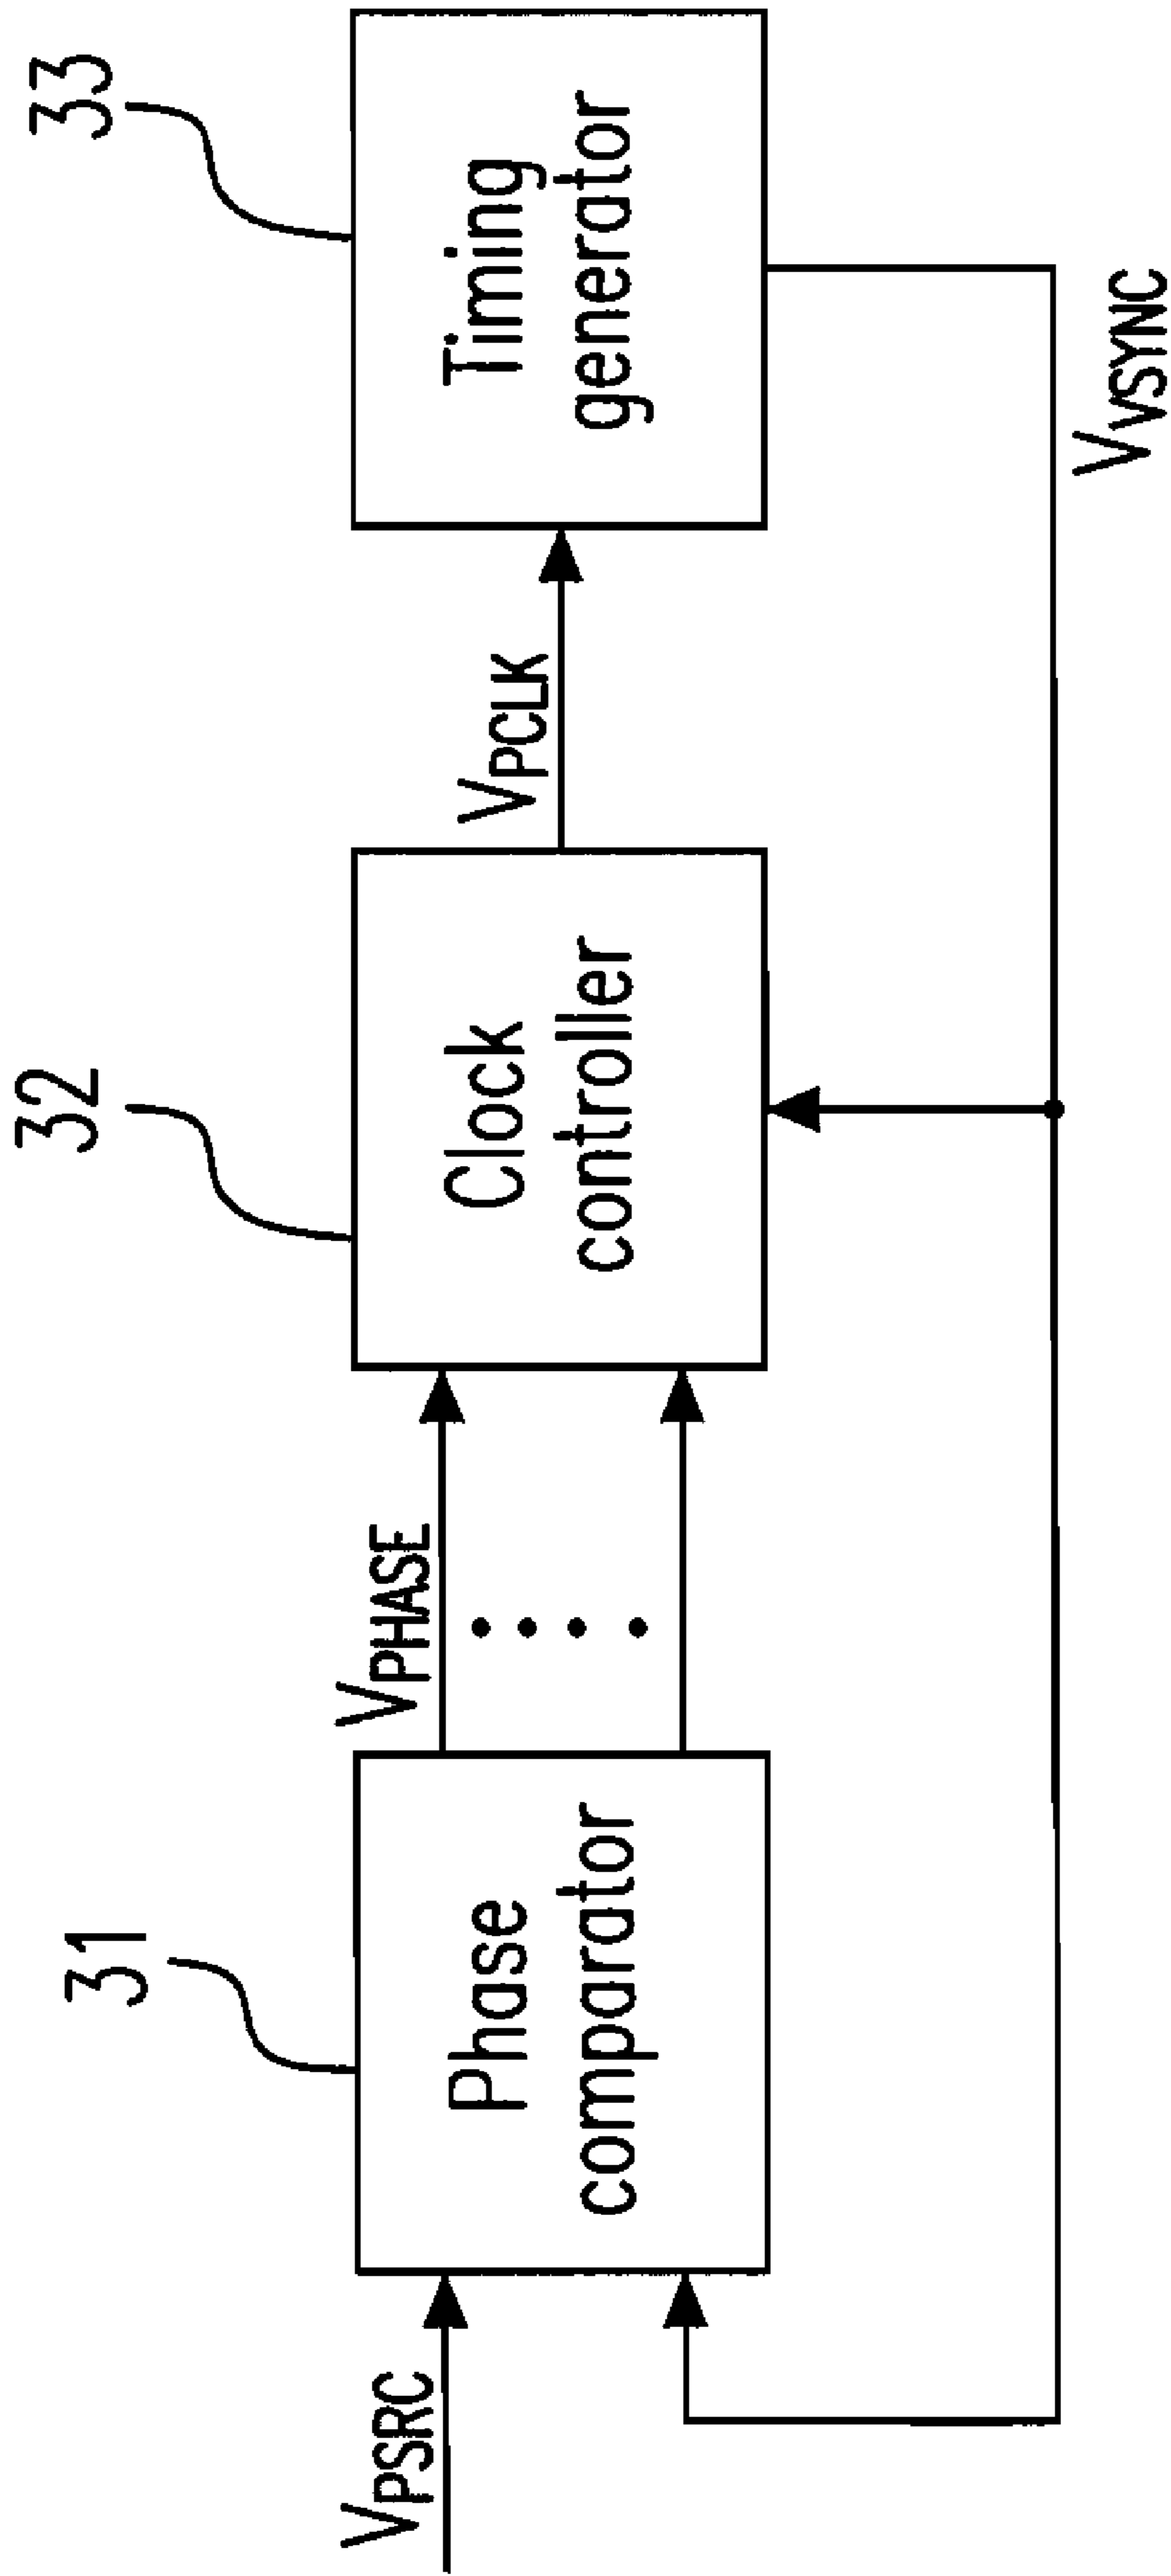 31
32
33
VPSRC
Phase
comparator
VPHASE
Clock
controller
VPCLK
Timing
generator
VVSYNC